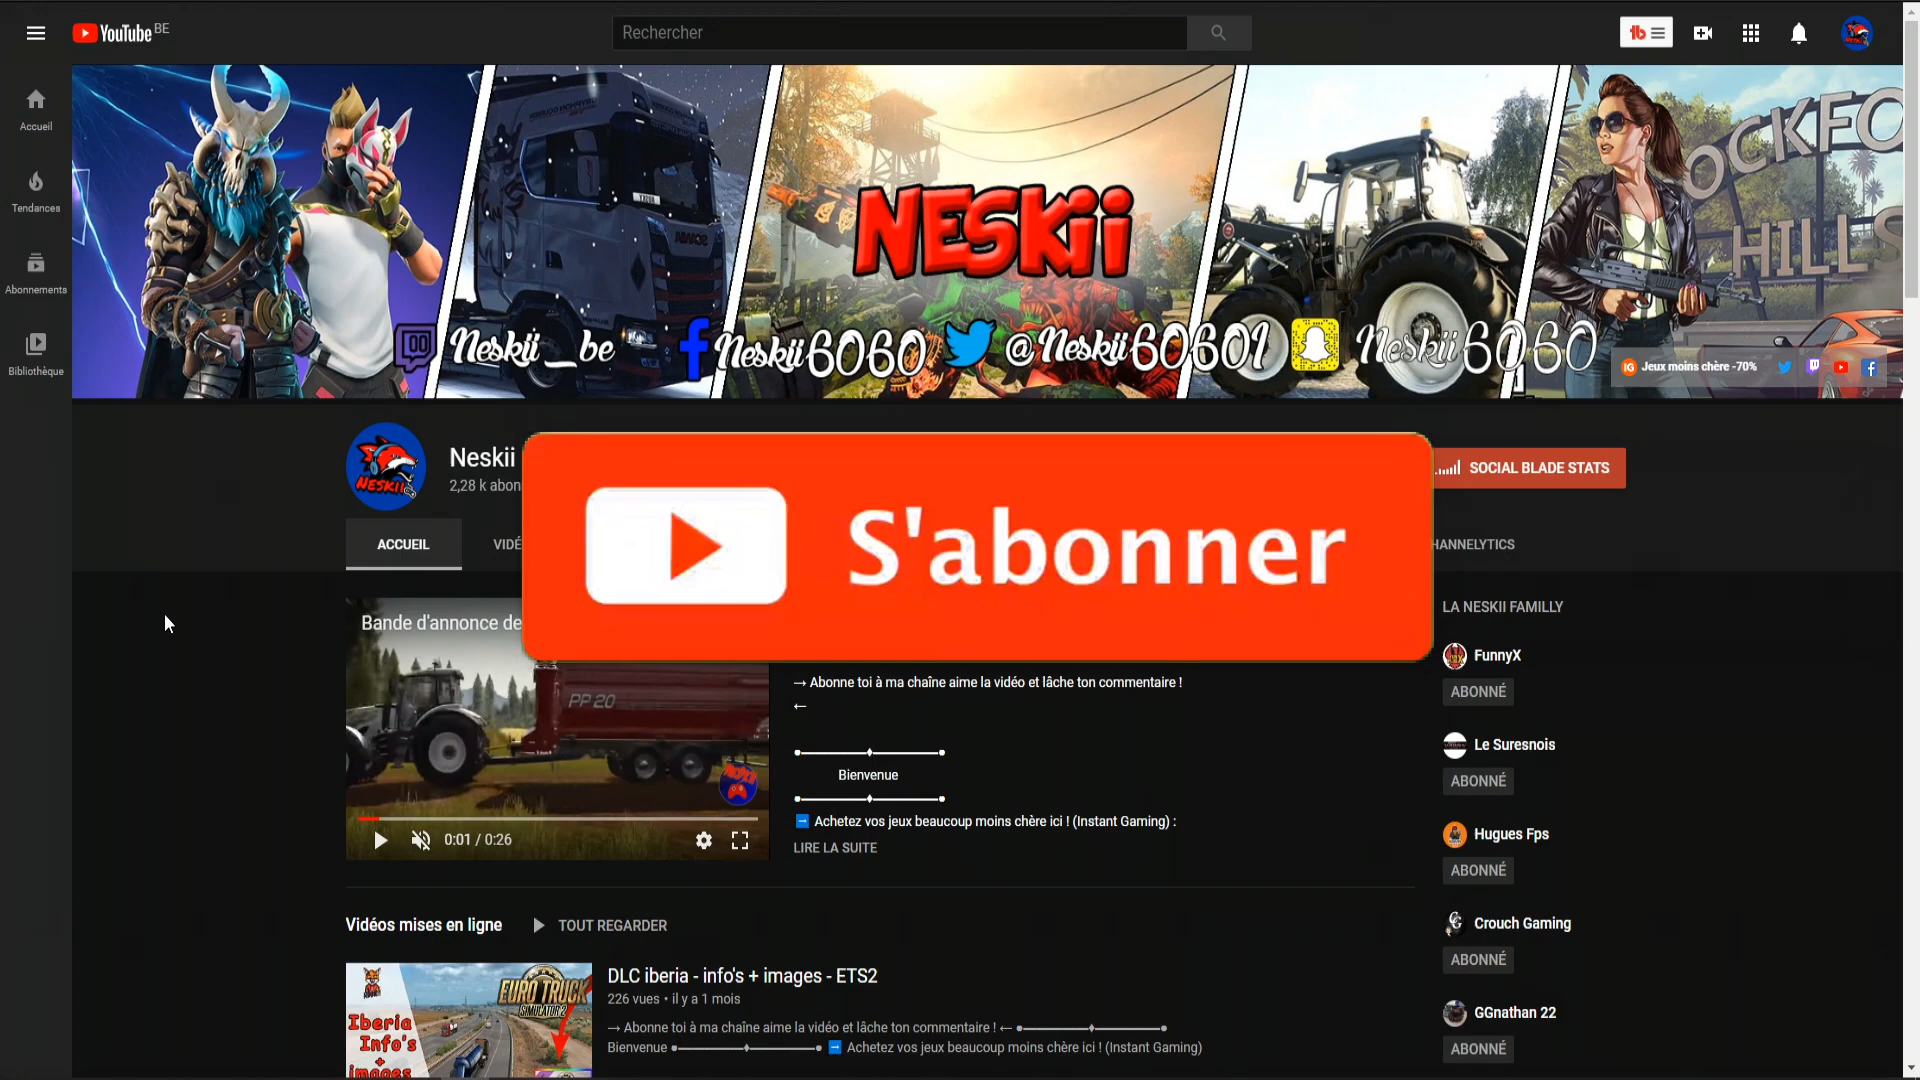 YouTube BE
Rechercher
Accueil
Tendances
Abonnements
Bibliothèque
ROCKFO
HILLS
NESKii
Neskii_be
Neskii6060
@Neskii60601
Neskii6060
IG Jeux moins chère -70%
Neskii
2,28 k abon
SOCIAL BLADE STATS
NESKii
ACCUEIL
VIDÉ
HANNELYTICS
S'abonner
Bande d'annonce de
PP 20
0:01 / 0:26
→ Abonne toi à ma chaîne aime la vidéo et lâche ton commentaire !
←
Bienvenue
➡ Achetez vos jeux beaucoup moins chère ici ! (Instant Gaming) :
LIRE LA SUITE
LA NESKII FAMILLY
FunnyX
ABONNÉ
Le Suresnois
ABONNÉ
Hugues Fps
ABONNÉ
Crouch Gaming
ABONNÉ
GGnathan 22
ABONNÉ
Vidéos mises en ligne
TOUT REGARDER
EURO TRUCK
SIMULATOR 2
Iberia
Info's
+
images
DLC iberia - info's + images - ETS2
226 vues • il y a 1 mois
→ Abonne toi à ma chaîne aime la vidéo et lâche ton commentaire ! ←
Bienvenue ➡ Achetez vos jeux beaucoup moins chère ici ! (Instant Gaming)